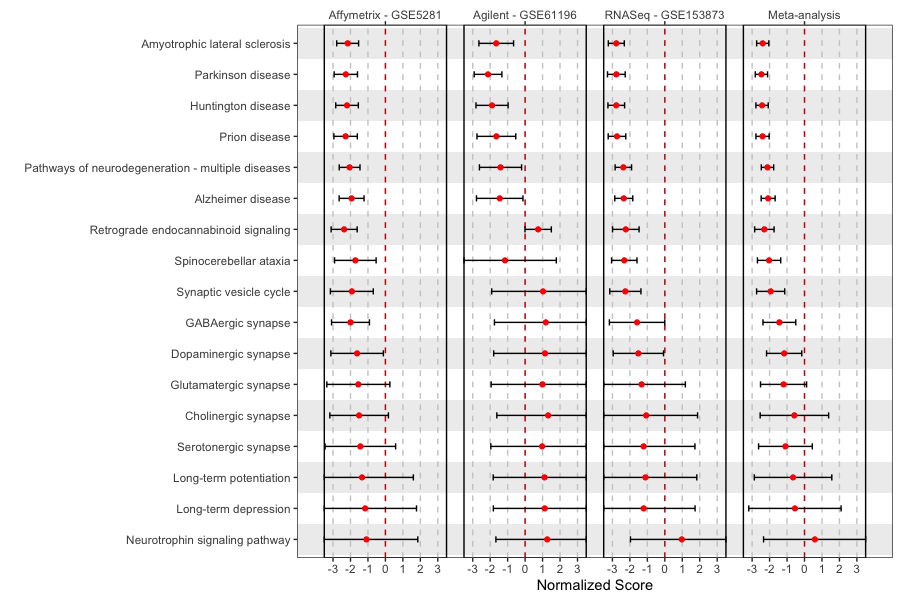 Affymetrix - GSE5281 Agilent - GSE61196 RNASeq - GSE153873 Meta-analysis
Amyotrophic lateral sclerosis
Parkinson disease
Huntington disease
Prion disease
Pathways of neurodegeneration - multiple diseases
Alzheimer disease
Retrograde endocannabinoid signaling
Spinocerebellar ataxia
Synaptic vesicle cycle
GABAergic synapse
Dopaminergic synapse
Glutamatergic synapse
Cholinergic synapse
Serotonergic synapse
Long-term potentiation
Long-term depression
Neurotrophin signaling pathway
-3 -2 -1 0 1 2 3 -3 -2 -1 0 1 2 3 -3 -2 -1 0 1 2 3 -3 -2 -1 0 1 2 3
Normalized Score